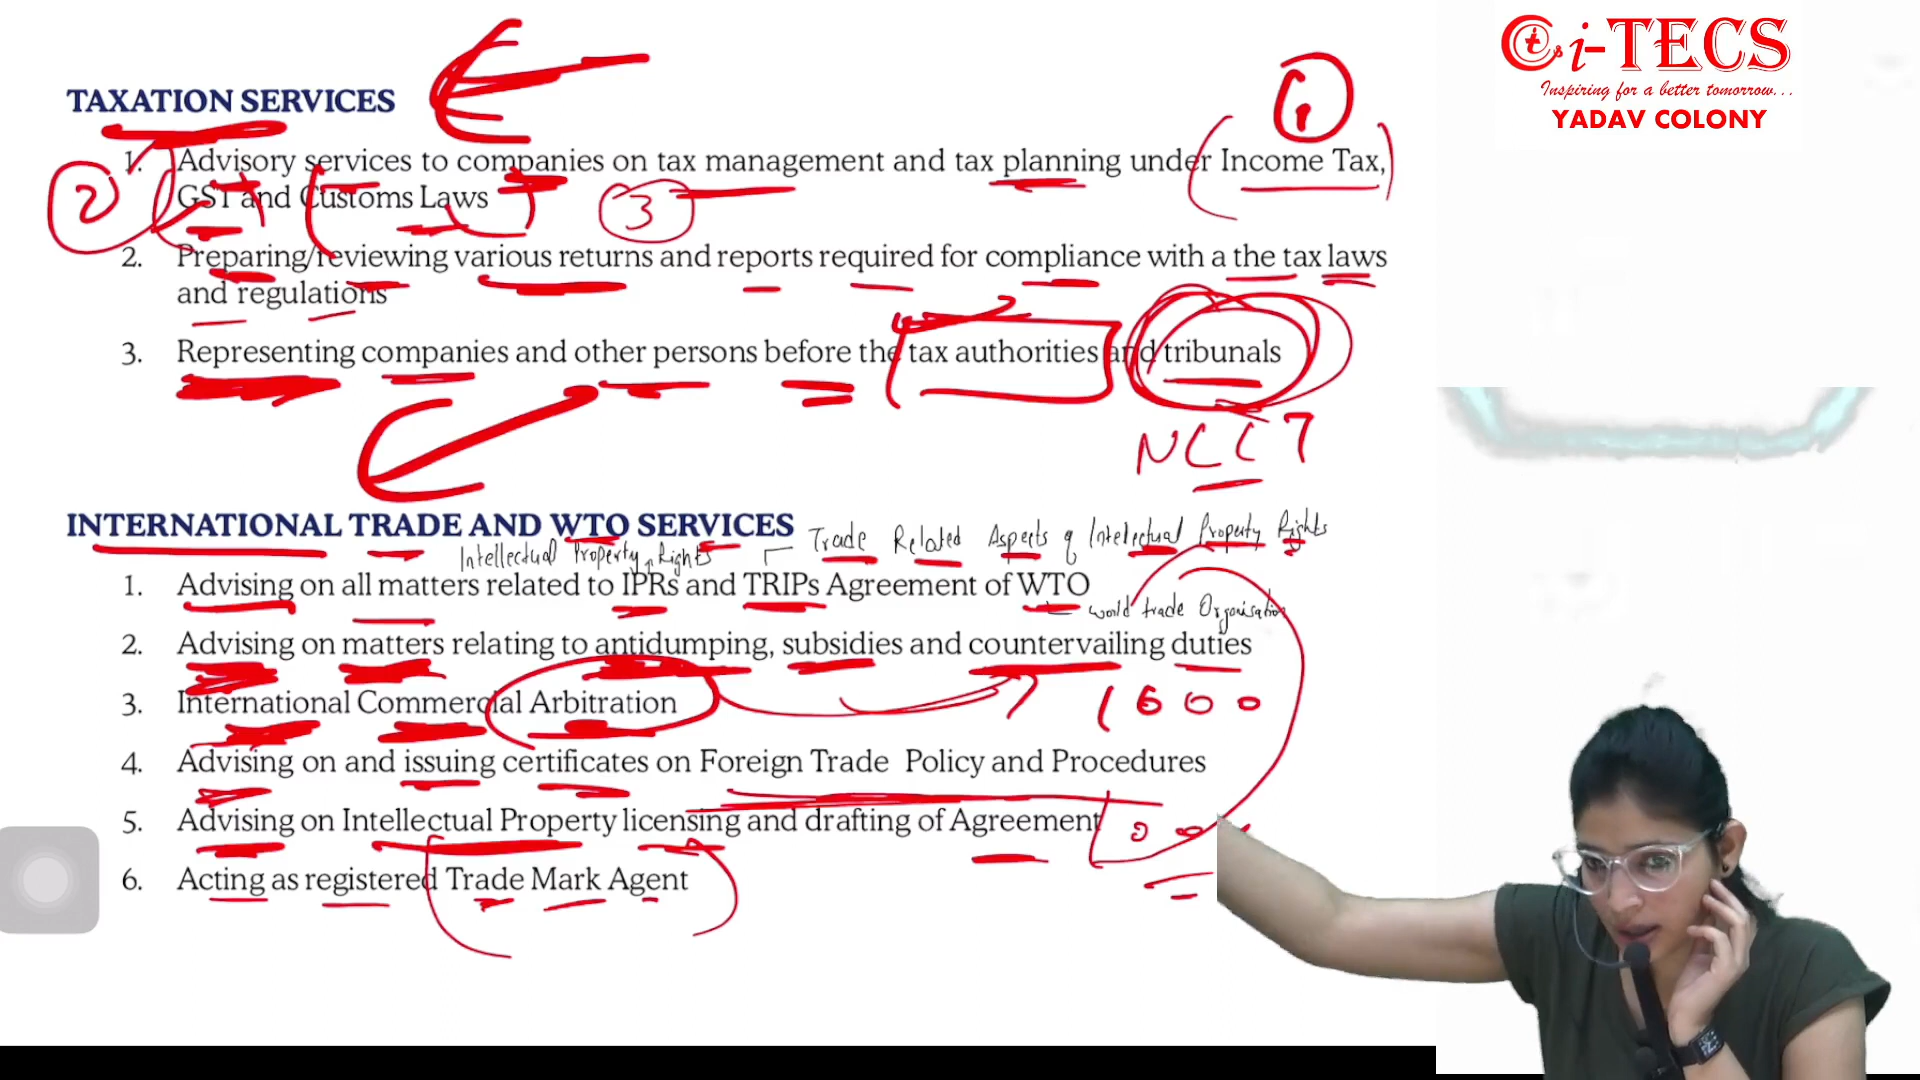 i-TECS
Inspiring for a better tomorrow...
YADAV COLONY
TAXATION SERVICES
1
1. Advisory services to companies on tax management and tax planning under Income Tax,
GST and Customs Laws
2
3
2. Preparing/reviewing various returns and reports required for compliance with a the tax laws
and regulations
3. Representing companies and other persons before the tax authorities and tribunals
NCLT
INTERNATIONAL TRADE AND WTO SERVICES
Trade Related Aspects of Intelectual Property Rights
Intellectual Property Rights
1. Advising on all matters related to IPRs and TRIPs Agreement of WTO
World trade Organisation
2. Advising on matters relating to antidumping, subsidies and countervailing duties
3. International Commercial Arbitration
1600
4. Advising on and issuing certificates on Foreign Trade Policy and Procedures
5. Advising on Intellectual Property licensing and drafting of Agreement
6. Acting as registered Trade Mark Agent